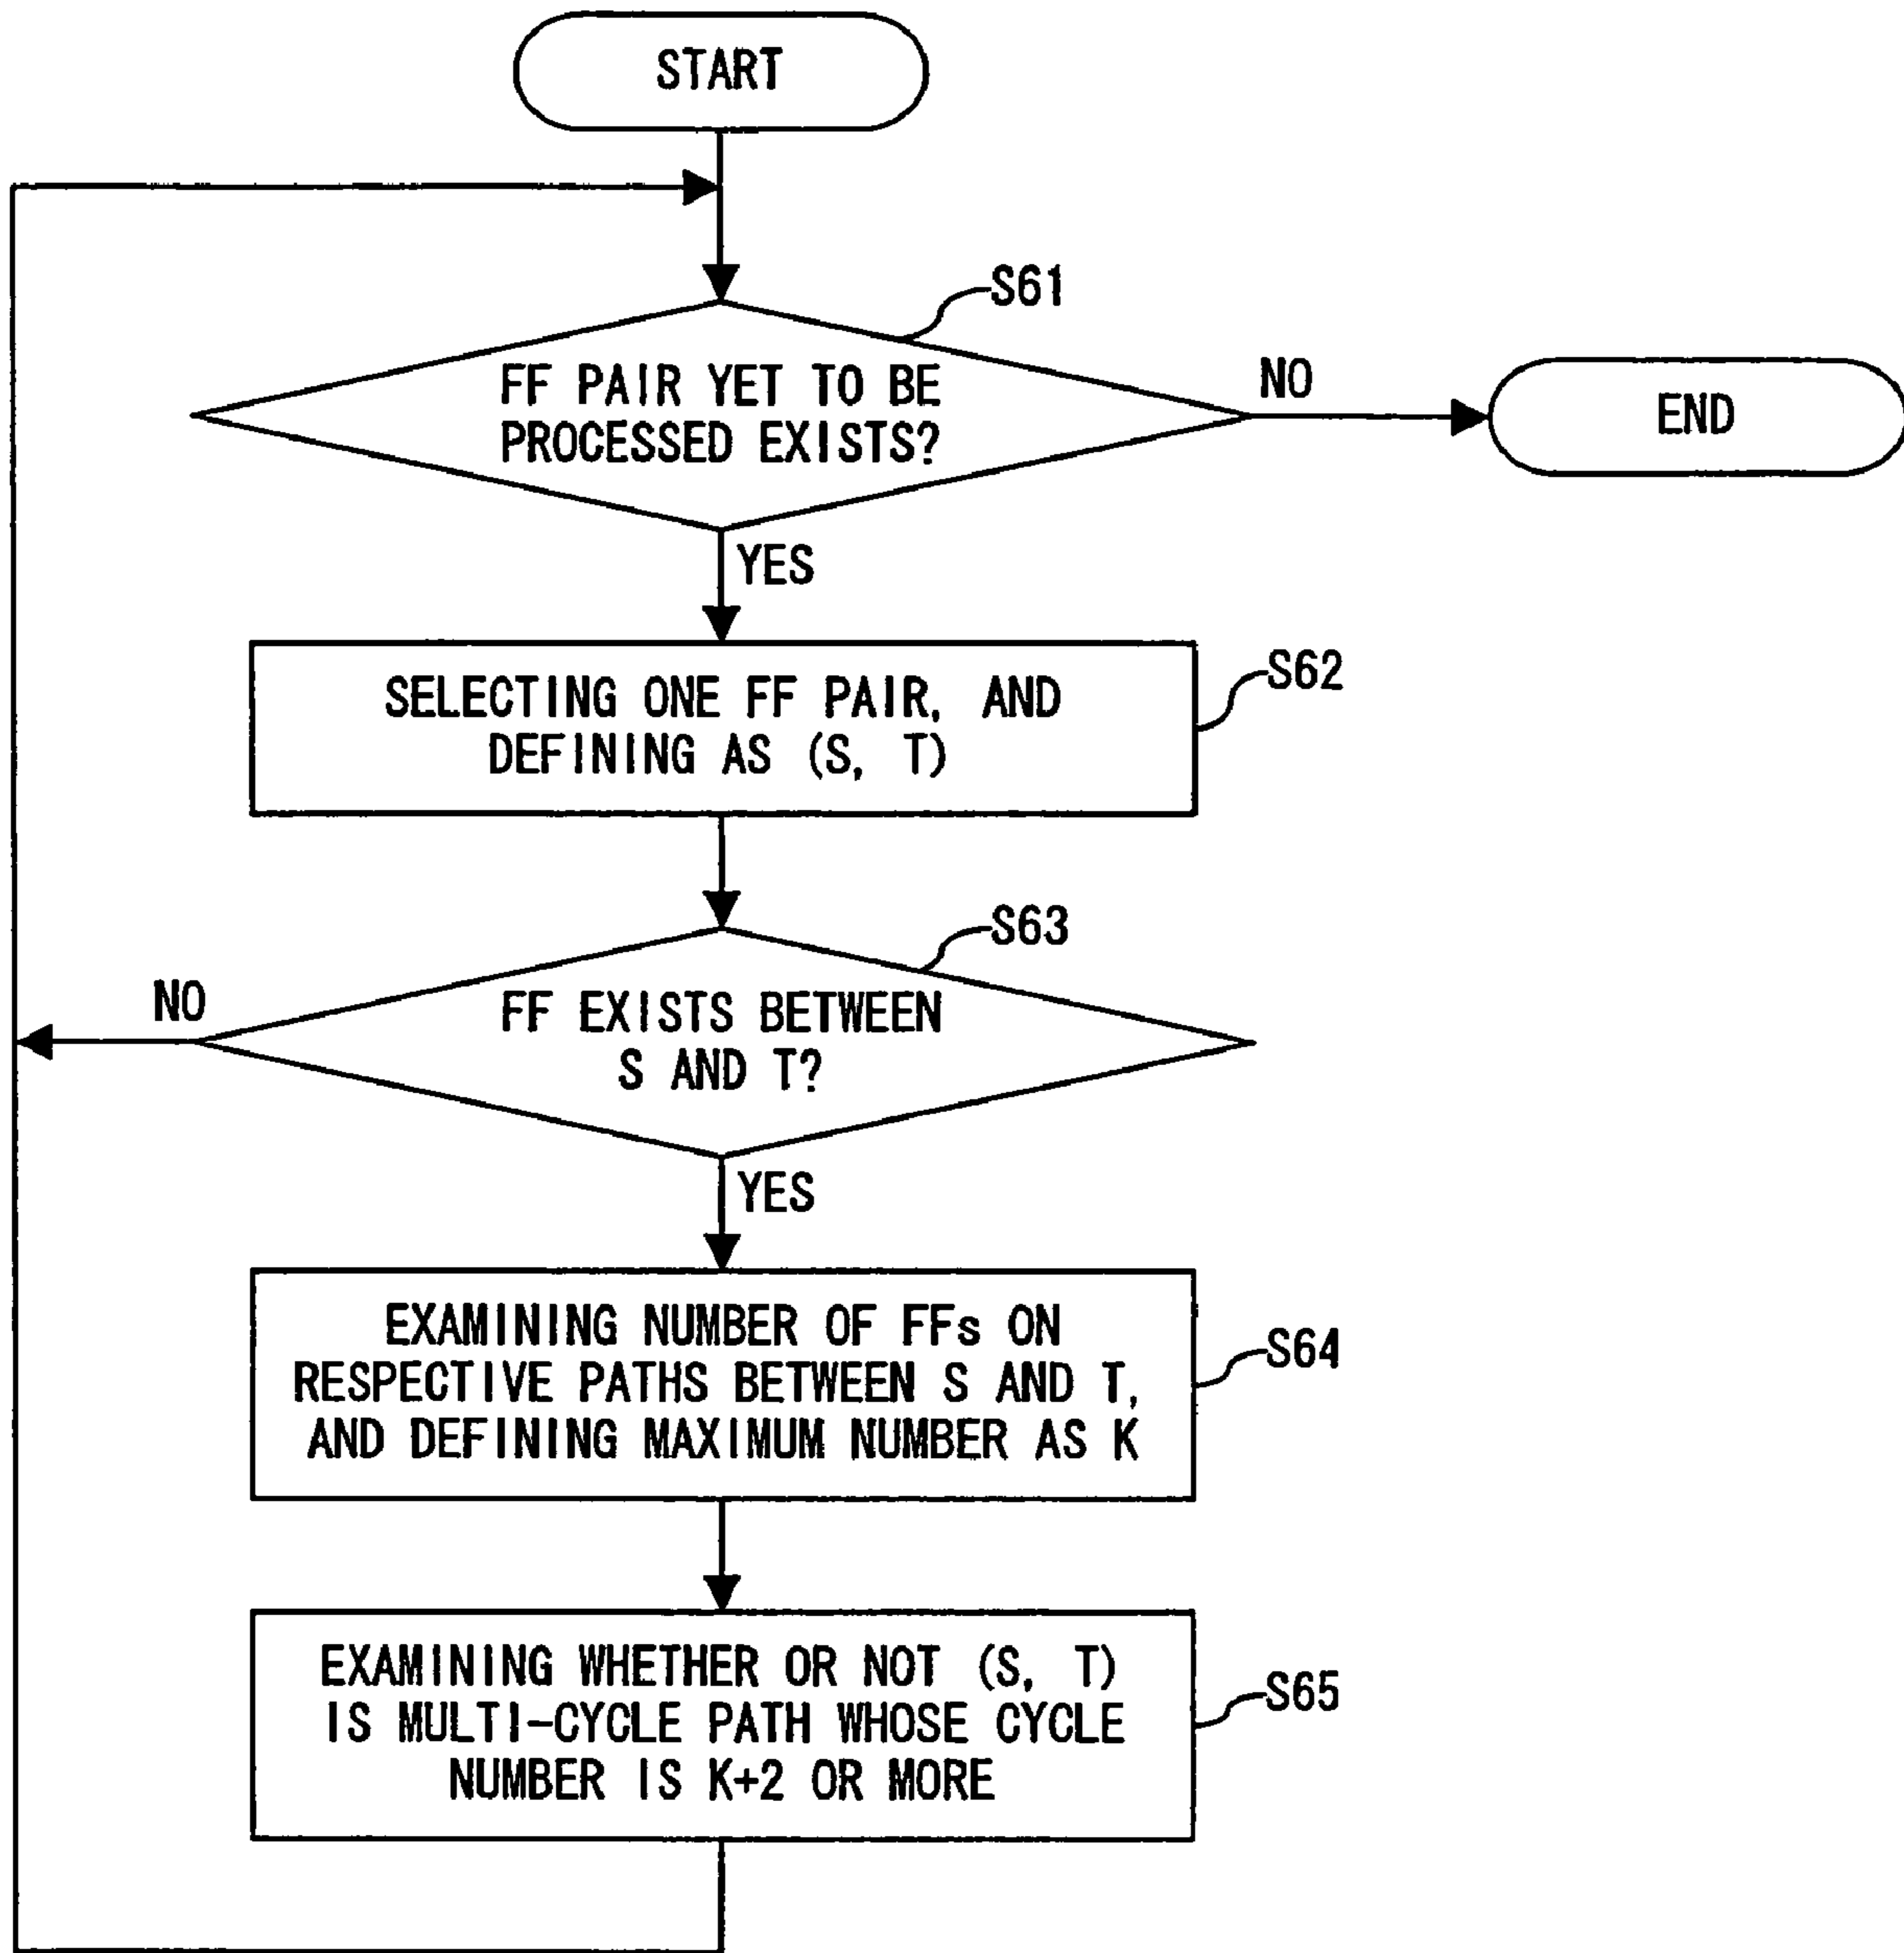 START
S61
FF PAIR YET TO BE
PROCESSED EXISTS?
NO
END
YES
SELECTING ONE FF PAIR, AND
DEFINING AS (S, T)
S62
S63
FF EXISTS BETWEEN
S AND T?
NO
YES
EXAMINING NUMBER OF FFs ON
RESPECTIVE PATHS BETWEEN S AND T,
AND DEFINING MAXIMUM NUMBER AS K
S64
EXAMINING WHETHER OR NOT (S, T)
IS MULTI-CYCLE PATH WHOSE CYCLE
NUMBER IS K+2 OR MORE
S65